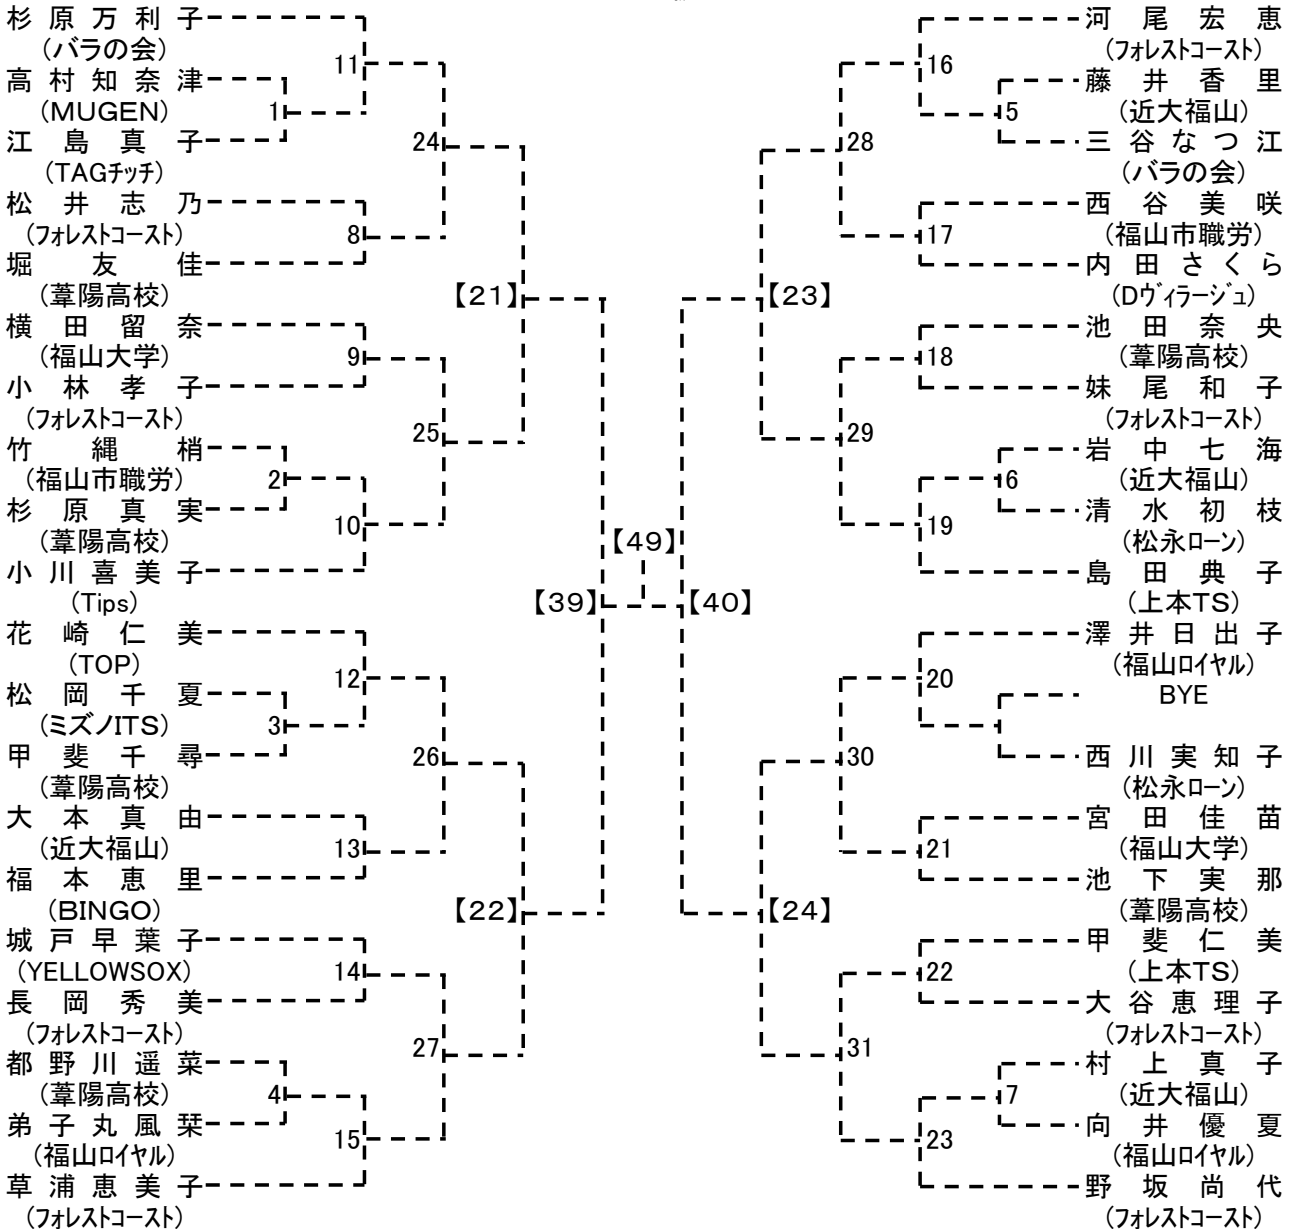 杉原万利子
(バラの会)
11
高村知奈津
(MUGEN)
1
江島真子
24
(TAGチッチ)
松井志乃
(フォレストコースト)
8
堀友佳
(葦陽高校)
【21】
横田留奈
(福山大学)
9
小林孝子
(フォレストコースト)
25
竹縄梢
(福山市職労)
2
杉原真実
10
(葦陽高校)
小川喜美子
(Tips)
【39】
花崎仁美
(TOP)
12
松岡千夏
(ミズノITS)
3
甲斐千尋
26
(葦陽高校)
大本真由
(近大福山)
13
福本恵里
(BINGO)
【22】
城戸早葉子
(YELLOWSOX)
14
長岡秀美
(フォレストコースト)
27
都野川遥菜
(葦陽高校)
4
弟子丸風栞
15
(福山ロイヤル)
草浦恵美子
(フォレストコースト)
【49】
河尾宏恵
(フォレストコースト)
16
藤井香里
(近大福山)
5
三谷なつ江
28
(バラの会)
西谷美咲
(福山市職労)
17
内田さくら
(Dヴィラージュ)
【23】
池田奈央
(葦陽高校)
18
妹尾和子
(フォレストコースト)
29
岩中七海
(近大福山)
6
清水初枝
19
(松永ローン)
島田典子
(上本TS)
【40】
澤井日出子
(福山ロイヤル)
20
BYE
西川実知子
30
(松永ローン)
宮田佳苗
(福山大学)
21
池下実那
(葦陽高校)
【24】
甲斐仁美
(上本TS)
22
大谷恵理子
(フォレストコースト)
31
村上真子
(近大福山)
7
向井優夏
23
(福山ロイヤル)
野坂尚代
(フォレストコースト)